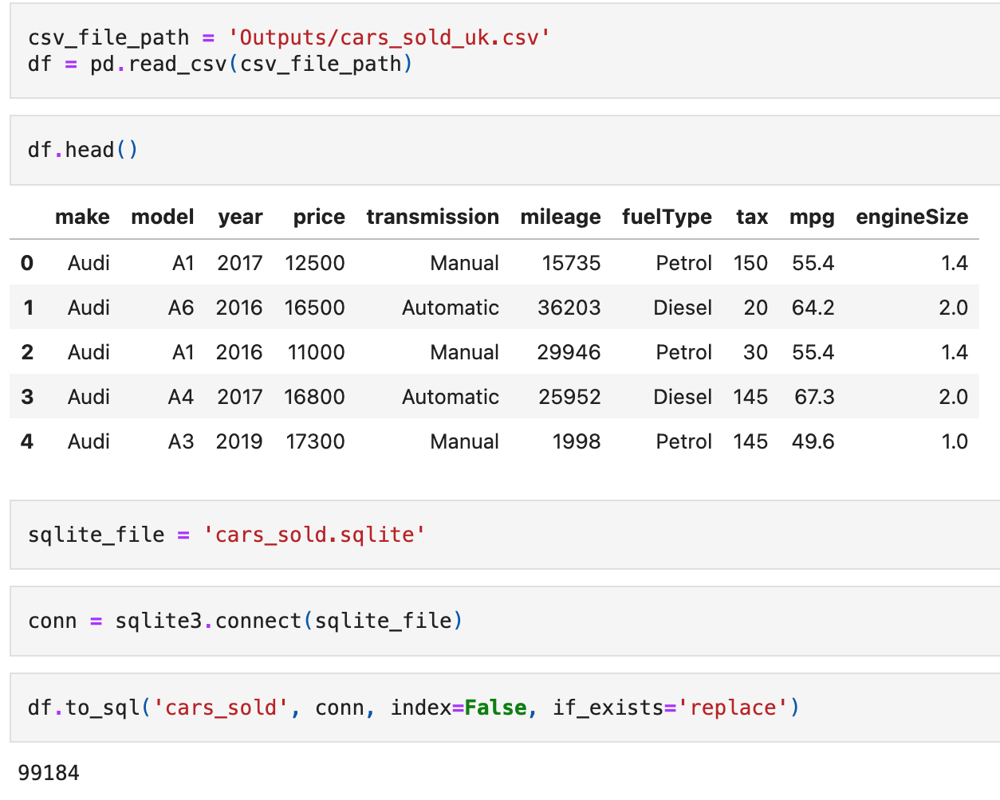 csv_file_path = 'Outputs/cars_sold_uk.csv'
df = pd.read_csv(csv_file_path)
df.head()
make model year price transmission mileage fuelType tax mpg engineSize
0 Audi A1 2017 12500 Manual 15735 Petrol 150 55.4 1.4
1 Audi A6 2016 16500 Automatic 36203 Diesel 20 64.2 2.0
2 Audi A1 2016 11000 Manual 29946 Petrol 30 55.4 1.4
3 Audi A4 2017 16800 Automatic 25952 Diesel 145 67.3 2.0
4 Audi A3 2019 17300 Manual 1998 Petrol 145 49.6 1.0
sqlite_file = 'cars_sold.sqlite'
conn = sqlite3.connect(sqlite_file)
df.to_sql('cars_sold', conn, index=False, if_exists='replace')
99184